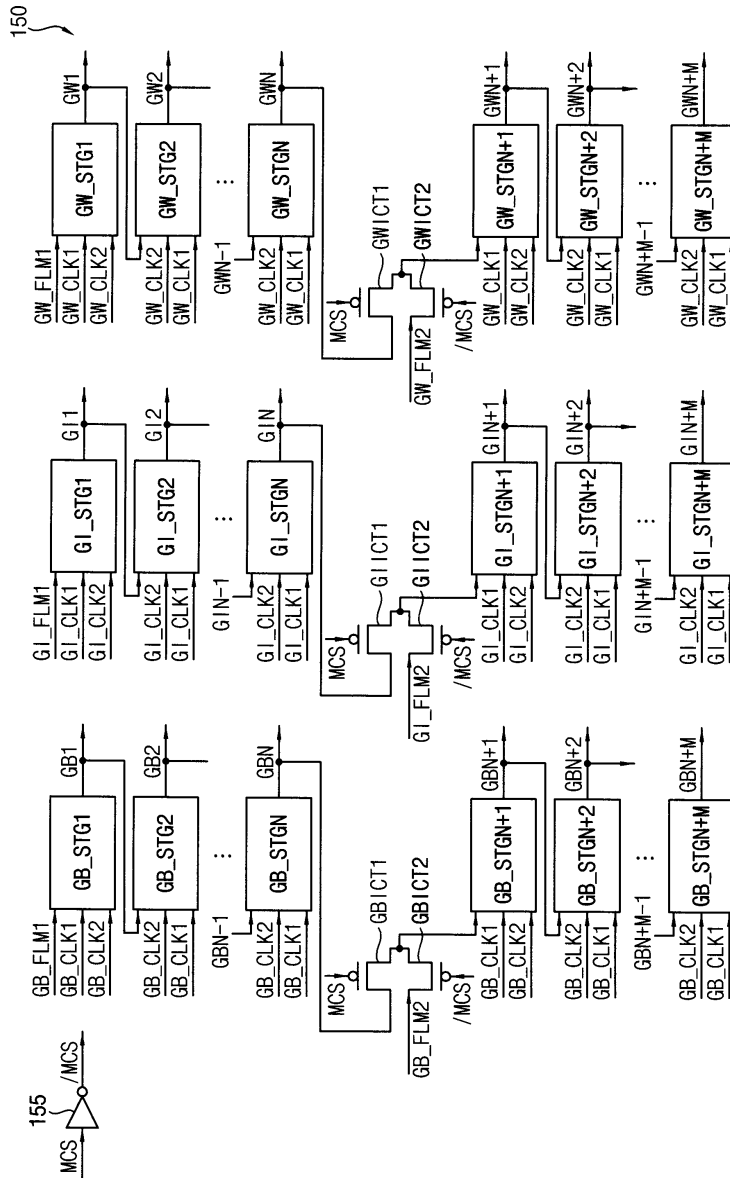 150
MCS
155
/MCS
GB_FLM1
GB_CLK1
GB_CLK2
GB_STG1
GB1
GB_CLK2
GB_CLK1
GB_STG2
GB2
...
GBN-1
GB_CLK2
GB_CLK1
GB_STGN
GBN
MCS
GBICT1
GB_FLM2
GBICT2
/MCS
GB_CLK1
GB_CLK2
GB_STGN+1
GBN+1
GB_CLK2
GB_CLK1
GB_STGN+2
GBN+2
...
GBN+M-1
GB_CLK2
GB_CLK1
GB_STGN+M
GBN+M
GI_FLM1
GI_CLK1
GI_CLK2
GI_STG1
GI1
GI_CLK2
GI_CLK1
GI_STG2
GI2
...
GIN-1
GI_CLK2
GI_CLK1
GI_STGN
GIN
MCS
GIICT1
GI_FLM2
GIICT2
/MCS
GI_CLK1
GI_CLK2
GI_STGN+1
GIN+1
GI_CLK2
GI_CLK1
GI_STGN+2
GIN+2
...
GIN+M-1
GI_CLK2
GI_CLK1
GI_STGN+M
GIN+M
GW_FLM1
GW_CLK1
GW_CLK2
GW_STG1
GW1
GW_CLK2
GW_CLK1
GW_STG2
GW2
...
GWN-1
GW_CLK2
GW_CLK1
GW_STGN
GWN
MCS
GWICT1
GW_FLM2
GWICT2
/MCS
GW_CLK1
GW_CLK2
GW_STGN+1
GWN+1
GW_CLK2
GW_CLK1
GW_STGN+2
GWN+2
...
GWN+M-1
GW_CLK2
GW_CLK1
GW_STGN+M
GWN+M